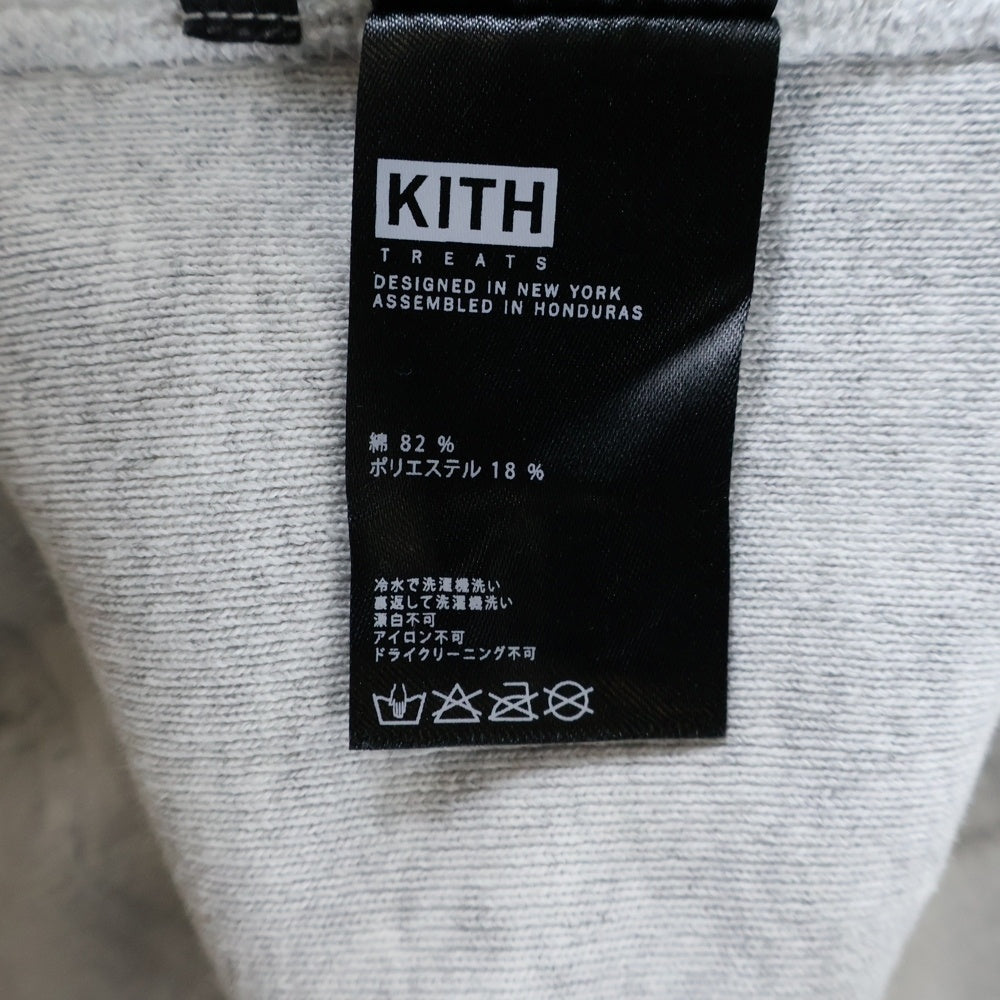 KITH
TREATS
DESIGNED IN NEW YORK
ASSEMBLED IN HONDURAS
綿 82 %
ポリエステル 18 %
冷水で洗濯機洗い
裏返して洗濯機洗い
漂白不可
アイロン不可
ドライクリーニング不可